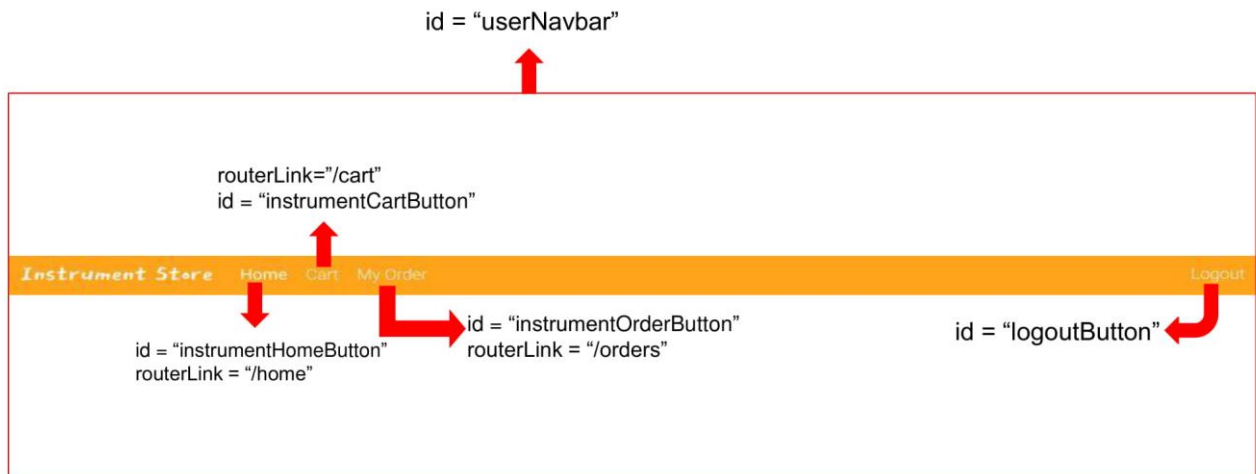 id = “userNavbar”
routerLink=”/cart”
id = “instrumentCartButton”
Instrument Store Home Cart My Order Logout
id = “instrumentHomeButton”
routerLink = “/home”
id = “instrumentOrderButton”
routerLink = “/orders”
id = “logoutButton”